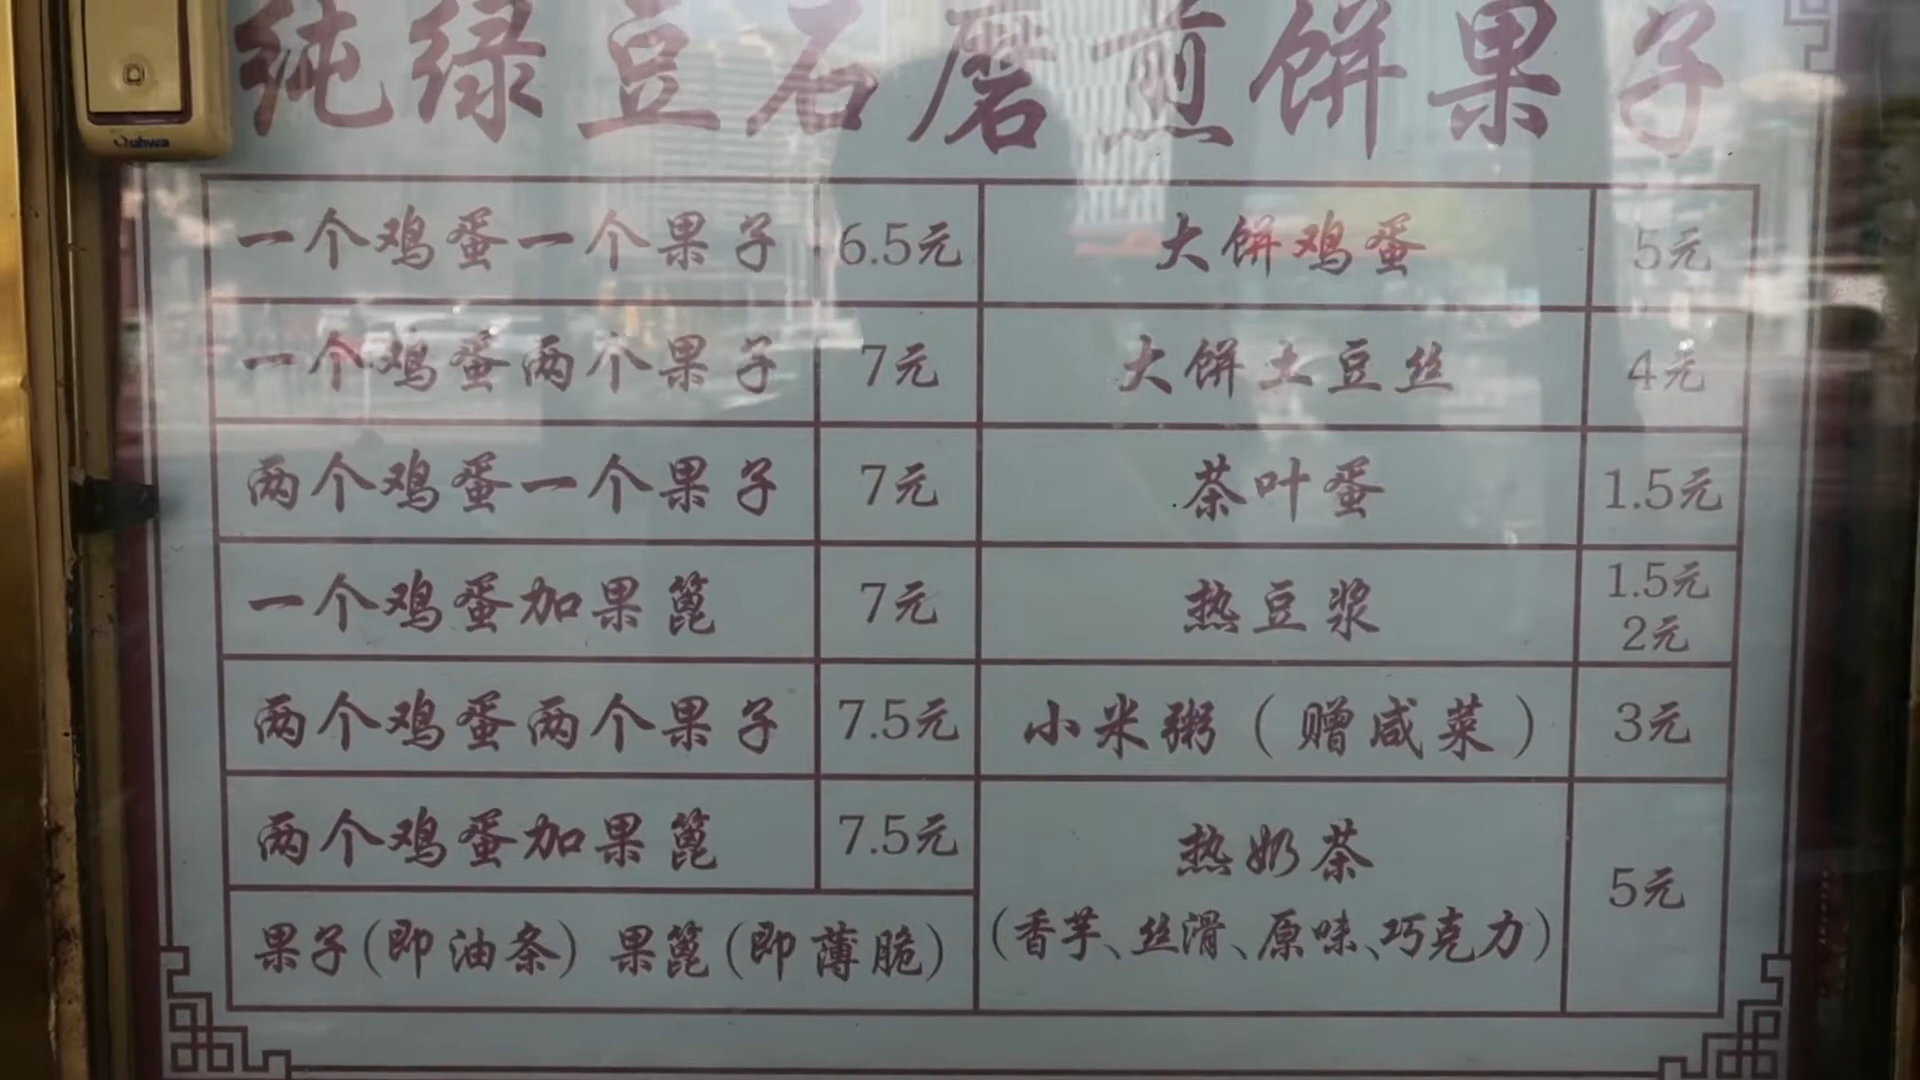 纯绿豆石磨煎饼果子
一个鸡蛋一个果子 6.5元 大饼鸡蛋 5元
一个鸡蛋两个果子 7元 大饼土豆丝 4元
两个鸡蛋一个果子 7元 茶叶蛋 1.5元
一个鸡蛋加果篦 7元 热豆浆 1.5元 2元
两个鸡蛋两个果子 7.5元 小米粥（赠咸菜） 3元
两个鸡蛋加果篦 7.5元 热奶茶 5元
果子(即油条) 果篦(即薄脆) (香芋、丝滑、原味、巧克力)